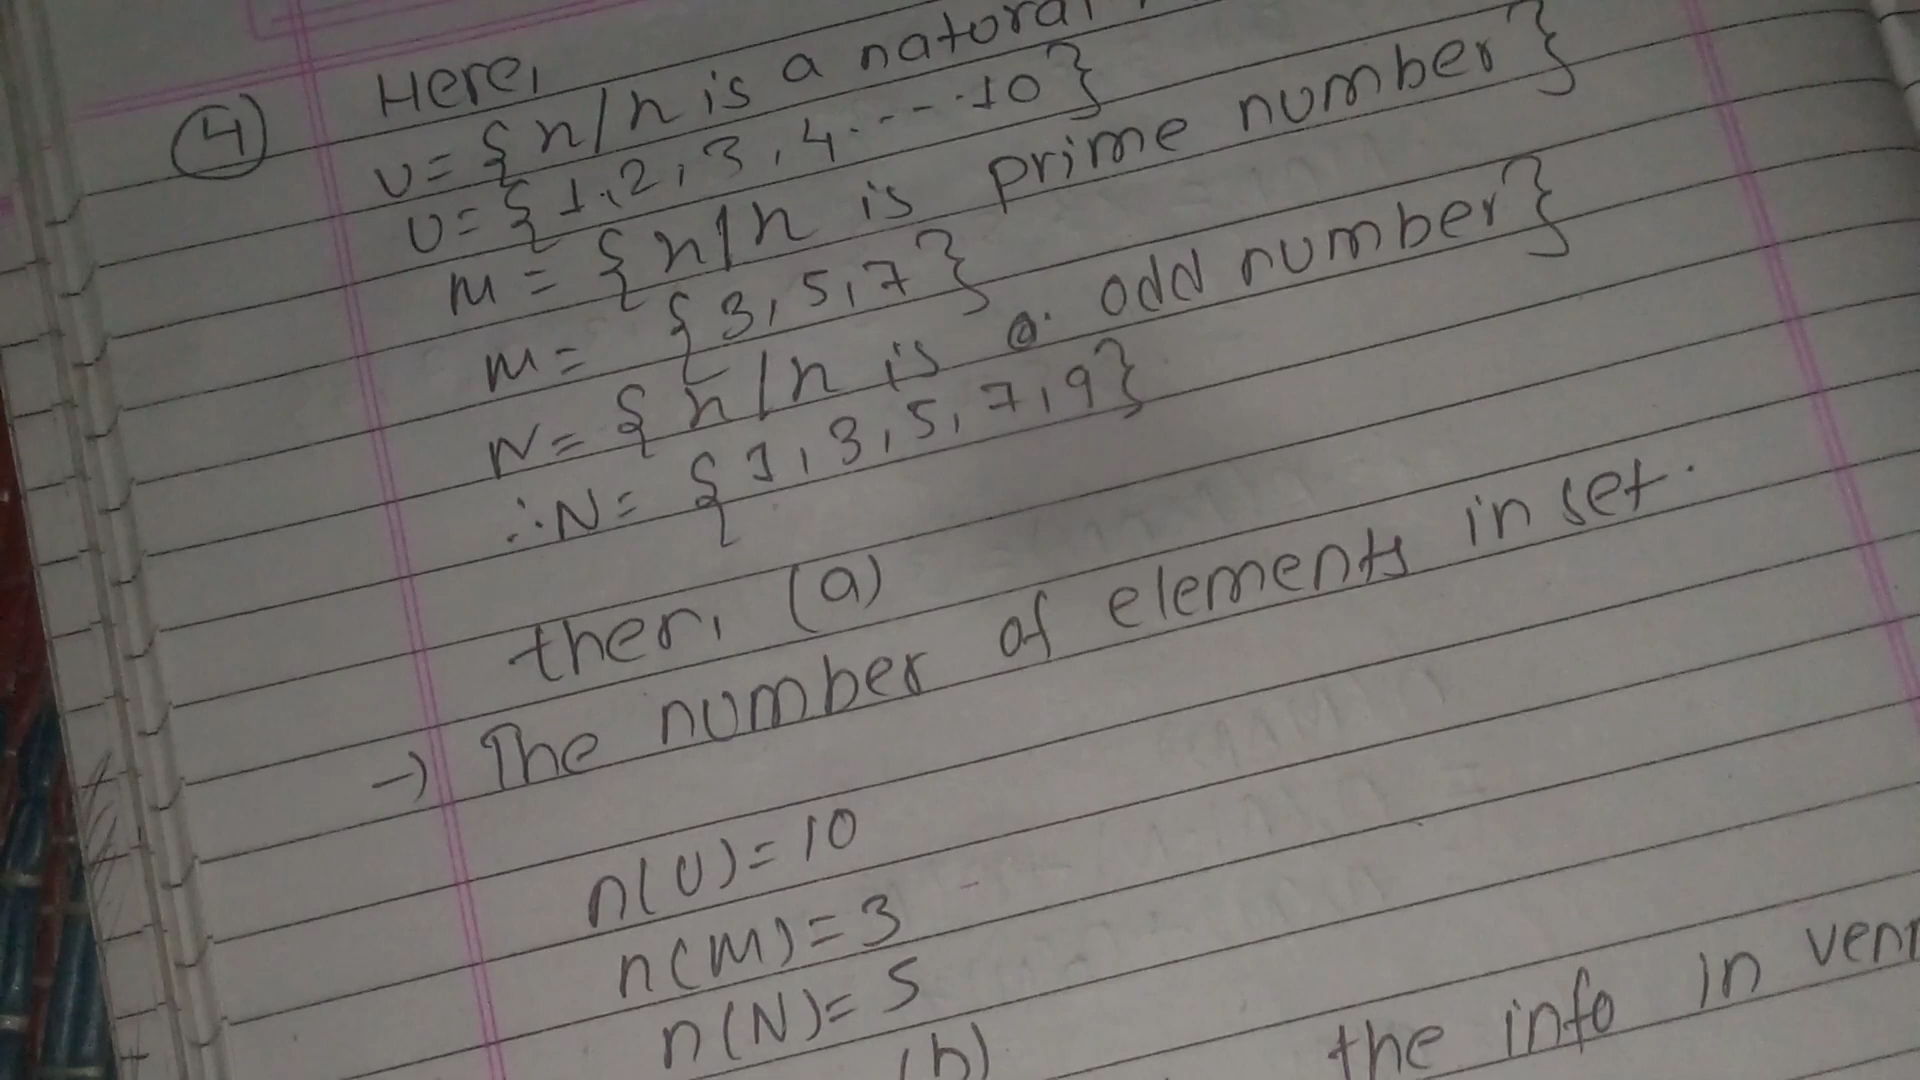 4
Here,
U = {n/n is a natural
U = {1, 2, 3, 4 .... 10}
M = {n/n is prime number}
M = {3, 5, 7}
N = {n/n is a odd number}
∴ N = {1, 3, 5, 7, 9}
then, (a)
→ The number of elements in set.
n(U) = 10
n(M) = 3
n(N) = 5
(b) the info in venn